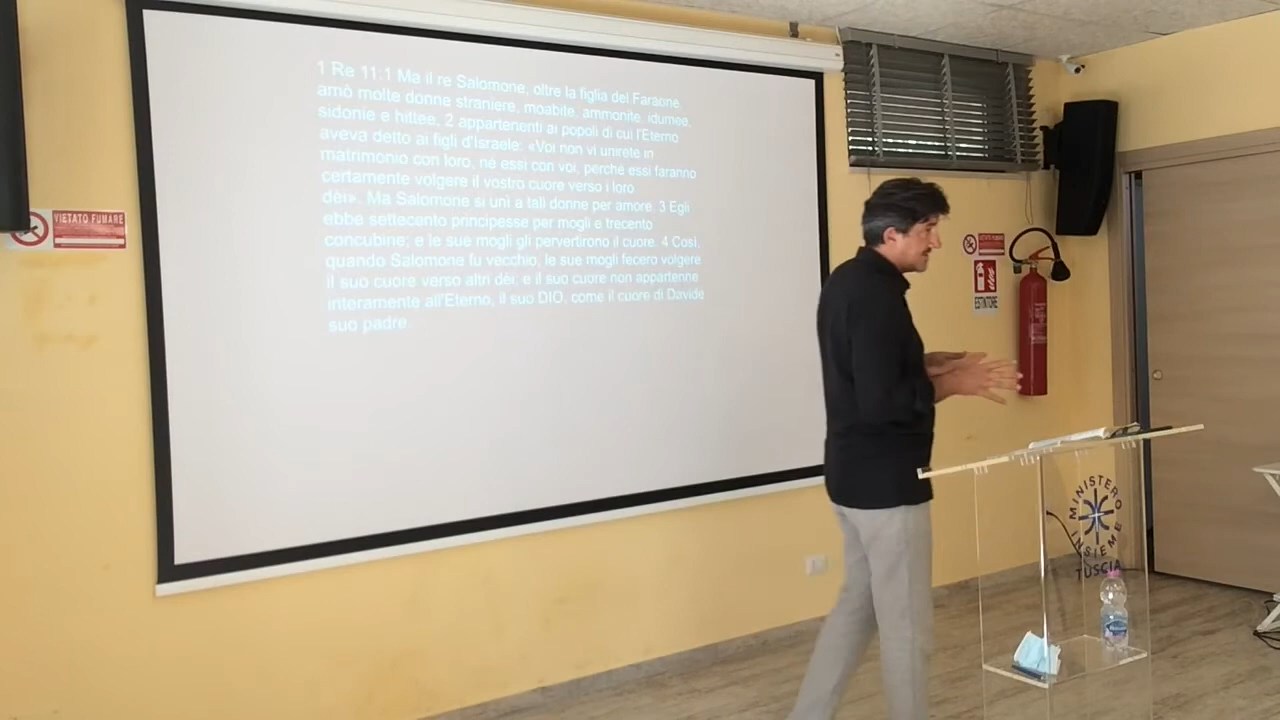 1 Re 11:1 Ma il re Salomone, oltre la figlia del Faraone,
amò molte donne straniere, moabite, ammonite, idumee,
sidonie e hittee, 2 appartenenti ai popoli di cui l'Eterno
aveva detto ai figli d'Israele: «Voi non vi unirete in
matrimonio con loro, né essi con voi, perché essi faranno
certamente volgere il vostro cuore verso i loro
dèi». Ma Salomone si unì a tali donne per amore. 3 Egli
ebbe settecento principesse per mogli e trecento
concubine; e le sue mogli gli pervertirono il cuore. 4 Così,
quando Salomone fu vecchio, le sue mogli fecero volgere
il suo cuore verso altri dèi; e il suo cuore non appartenne
interamente all'Eterno, il suo DIO, come il cuore di Davide
suo padre.
VIETATO FUMARE
VIETATO FUMARE
ESTINTORE
MINISTERO
INSIEME
TUSCIA